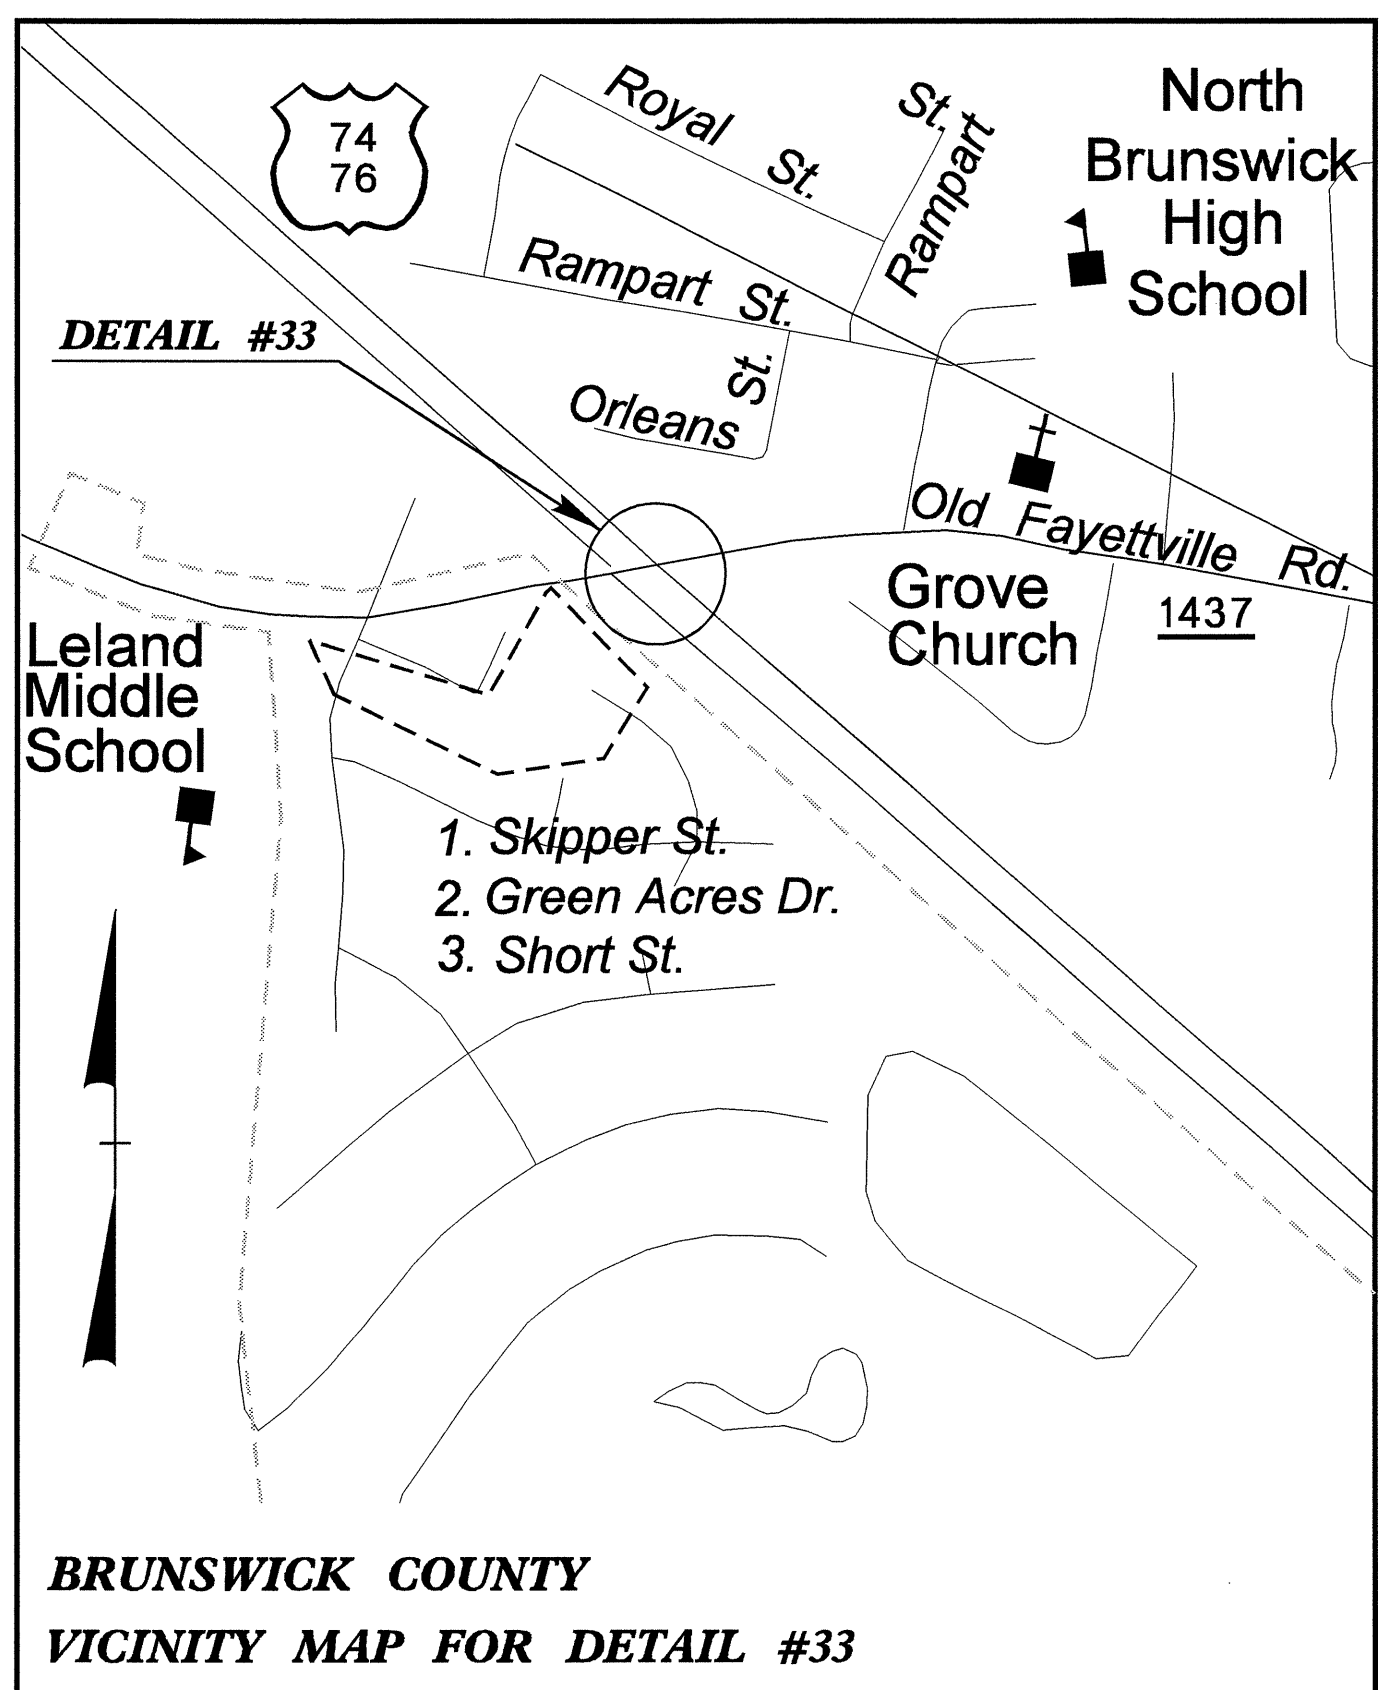 74
76
Royal St.
Rampart St.
North
Brunswick
High
School
Rampart St.
DETAIL #33
Orleans St.
Old Fayettville Rd.
1437
Grove
Church
Leland
Middle
School
1. Skipper St.
2. Green Acres Dr.
3. Short St.
BRUNSWICK COUNTY
VICINITY MAP FOR DETAIL #33